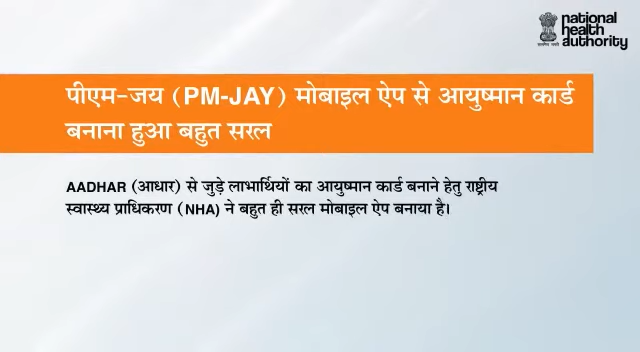 national
health
authority
पीएम-जय (PM-JAY) मोबाइल ऐप से आयुष्मान कार्ड
बनाना हुआ बहुत सरल
AADHAR (आधार) से जुड़े लाभार्थियों का आयुष्मान कार्ड बनाने हेतु राष्ट्रीय
स्वास्थ्य प्राधिकरण (NHA) ने बहुत ही सरल मोबाइल ऐप बनाया है।